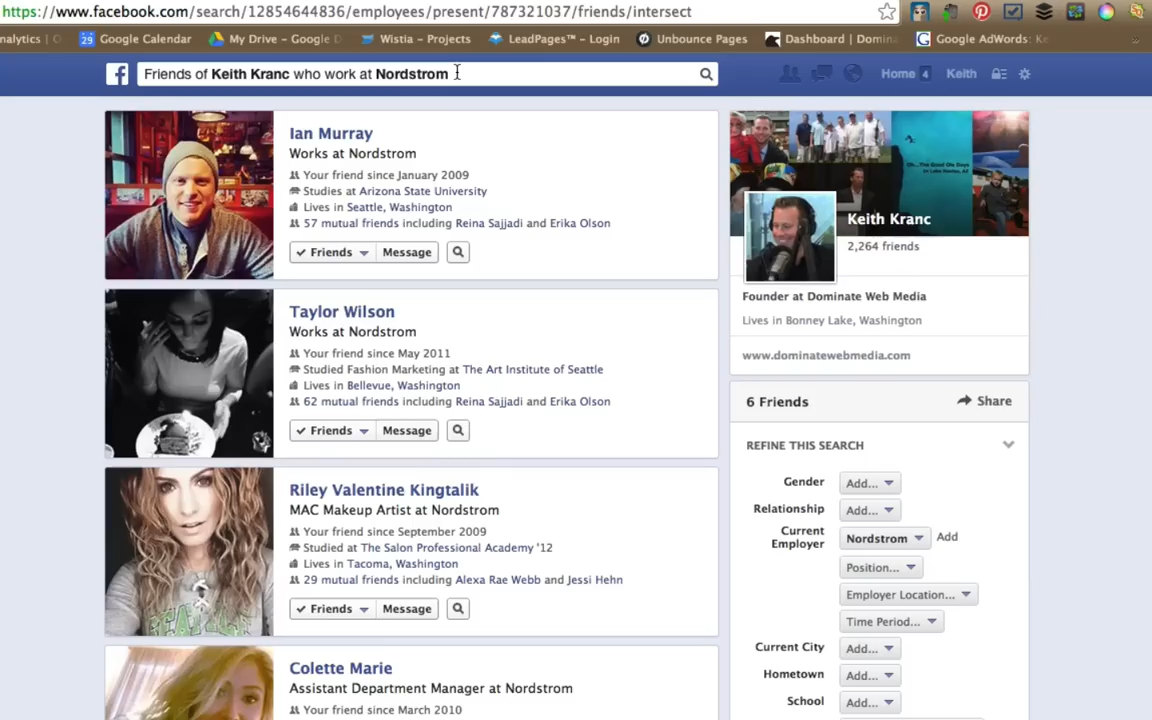 https://www.facebook.com/search/12854644836/employees/present/787321037/friends/intersect
nalytics
29 Google Calendar
My Drive – Google D
Wistia – Projects
LeadPages™ – Login
Unbounce Pages
Dashboard | Domina
Google AdWords: Ke
Friends of Keith Kranc who work at Nordstrom
Home 4
Keith
Ian Murray
Works at Nordstrom
Your friend since January 2009
Studies at Arizona State University
Lives in Seattle, Washington
57 mutual friends including Reina Sajjadi and Erika Olson
Friends
Message
Taylor Wilson
Works at Nordstrom
Your friend since May 2011
Studied Fashion Marketing at The Art Institute of Seattle
Lives in Bellevue, Washington
62 mutual friends including Reina Sajjadi and Erika Olson
Friends
Message
Riley Valentine Kingtalik
MAC Makeup Artist at Nordstrom
Your friend since September 2009
Studied at The Salon Professional Academy '12
Lives in Tacoma, Washington
29 mutual friends including Alexa Rae Webb and Jessi Hehn
Friends
Message
Colette Marie
Assistant Department Manager at Nordstrom
Your friend since March 2010
Keith Kranc
2,264 friends
Founder at Dominate Web Media
Lives in Bonney Lake, Washington
www.dominatewebmedia.com
6 Friends
Share
REFINE THIS SEARCH
Gender Add...
Relationship Add...
Current Employer Nordstrom Add
Position...
Employer Location...
Time Period...
Current City Add...
Hometown Add...
School Add...